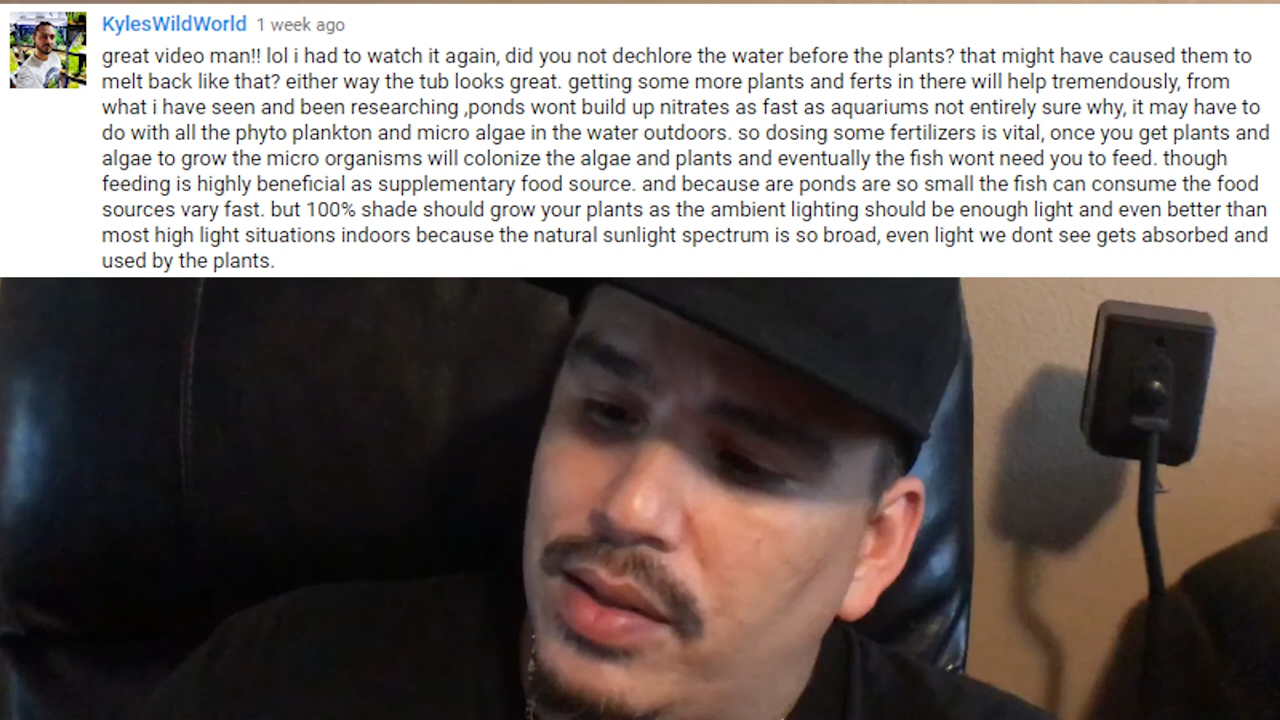 KylesWildWorld 1 week ago
great video man!! lol i had to watch it again, did you not dechlore the water before the plants? that might have caused them to
melt back like that? either way the tub looks great. getting some more plants and ferts in there will help tremendously, from
what i have seen and been researching ,ponds wont build up nitrates as fast as aquariums not entirely sure why, it may have to
do with all the phyto plankton and micro algae in the water outdoors. so dosing some fertilizers is vital, once you get plants and
algae to grow the micro organisms will colonize the algae and plants and eventually the fish wont need you to feed. though
feeding is highly beneficial as supplementary food source. and because are ponds are so small the fish can consume the food
sources vary fast. but 100% shade should grow your plants as the ambient lighting should be enough light and even better than
most high light situations indoors because the natural sunlight spectrum is so broad, even light we dont see gets absorbed and
used by the plants.